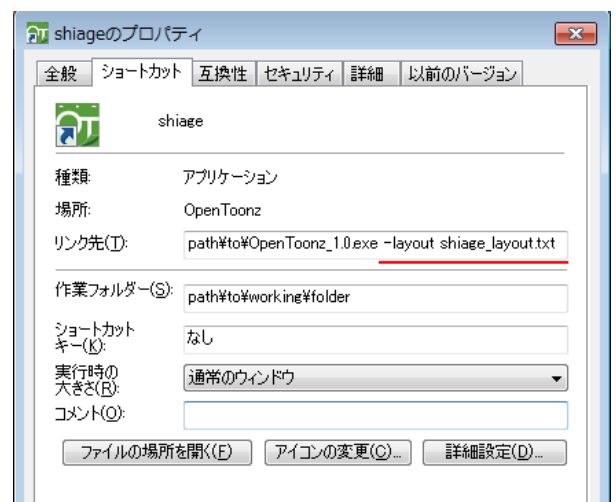 shiageのプロパティ
全般 ショートカット 互換性 セキュリティ 詳細 以前のバージョン
shiage
種類: アプリケーション
場所: OpenToonz
リンク先(T): path¥to¥OpenToonz_1.0.exe -layout shiage_layout.txt
作業フォルダー(S): path¥to¥working¥folder
ショートカット
キー(K): なし
実行時の
大きさ(R): 通常のウィンドウ
コメント(O):
ファイルの場所を開く(F) アイコンの変更(C)... 詳細設定(D)...